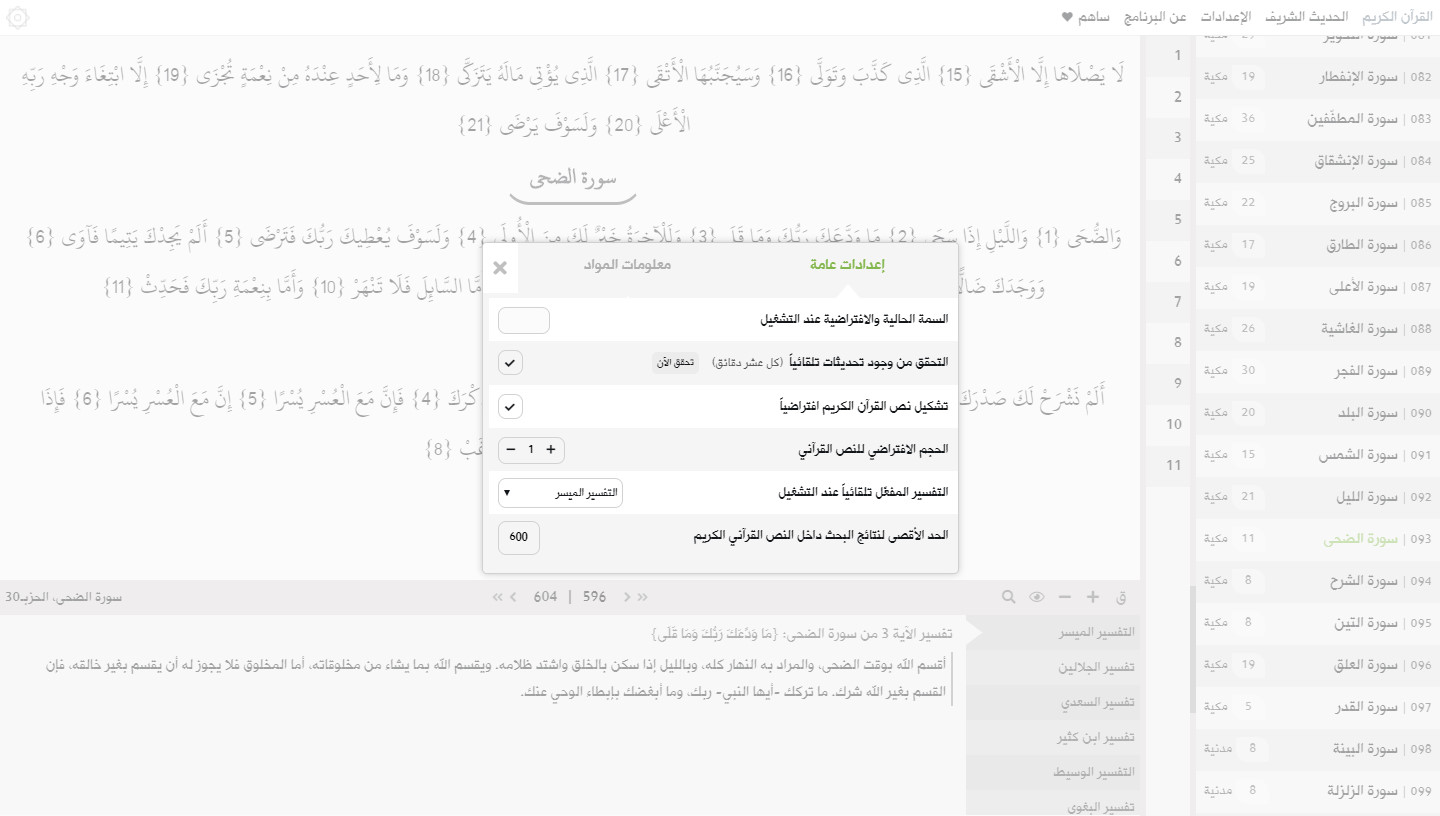 القرآن الكريم الحديث الشريف الإعدادات عن البرنامج ساهم
082 | سورة الإنفطار 19 مكية
083 | سورة المطفّفين 36 مكية
084 | سورة الإنشقاق 25 مكية
085 | سورة البروج 22 مكية
086 | سورة الطارق 17 مكية
087 | سورة الأعلى 19 مكية
088 | سورة الغاشية 26 مكية
089 | سورة الفجر 30 مكية
090 | سورة البلد 20 مكية
091 | سورة الشمس 15 مكية
092 | سورة الليل 21 مكية
093 | سورة الضحى 11 مكية
094 | سورة الشرح 8 مكية
095 | سورة التين 8 مكية
096 | سورة العلق 19 مكية
097 | سورة القدر 5 مكية
098 | سورة البينة 8 مدنية
099 | سورة الزلزلة 8 مدنية
1
2
3
4
5
6
7
8
9
10
11
لَا يَصْلَاهَا إِلَّا الْأَشْقَى {15} الَّذِى كَذَّبَ وَتَوَلَّى {16} وَسَيُجَنَّبُهَا الْأَتْقَى {17} الَّذِى يُؤْتِى مَالَهُ يَتَزَكَّى {18} وَمَا لِأَحَدٍ عِنْدَهُ مِنْ نِعْمَةٍ تُجْزَى {19} إِلَّا ابْتِغَاءَ وَجْهِ رَبِّهِ
الْأَعْلَى {20} وَلَسَوْفَ يَرْضَى {21}
سورة الضحى
وَالضُّحَى {1} وَاللَّيْلِ إِذَا سَجَى {2} مَا وَدَّعَكَ رَبُّكَ وَمَا قَلَى {3} وَلَلْآخِرَةُ خَيْرٌ لَكَ مِنَ الْأُولَى {4} وَلَسَوْفَ يُعْطِيكَ رَبُّكَ فَتَرْضَى {5} أَلَمْ يَجِدْكَ يَتِيمًا فَآوَى {6}
وَوَجَدَكَ السَّائِلَ فَلَا تَنْهَرْ {10} وَأَمَّا بِنِعْمَةِ رَبِّكَ فَحَدِّثْ {11}
أَلَمْ نَشْرَحْ لَكَ صَدْرَكَ {4} فَإِنَّ مَعَ الْعُسْرِ يُسْرًا {5} إِنَّ مَعَ الْعُسْرِ يُسْرًا {6} فَإِذَا
{8}
إعدادات عامة معلومات المواد
السمة الحالية والافتراضية عند التشغيل
التحقق من وجود تحديثات تلقائياً (كل عشر دقائق) تحقق الآن
تشكيل نص القرآن الكريم افتراضياً
الحجم الافتراضي للنص القرآني + 1 −
التفسير المفعّل تلقائياً عند التشغيل التفسير الميسر
الحد الأقصى لنتائج البحث داخل النص القرآني الكريم 600
ق + − 596 | 604 سورة الضحى، الحزبـ30
التفسير الميسر
تفسير الجلالين
تفسير السعدي
تفسير ابن كثير
التفسير الوسيط
تفسير البغوي
تفسير الآية 3 من سورة الضحى: {مَا وَدَّعَكَ رَبُّكَ وَمَا قَلَى}
أقسم الله بوقت الضحى، والمراد به النهار كله، وبالليل إذا سكن بالخلق واشتد ظلامه. ويقسم الله بما يشاء من مخلوقاته، أما المخلوق فلا يجوز له أن يقسم بغير خالقه، فإن
القسم بغير الله شرك. ما تركك -أيها النبي- ربك، وما أبغضك بإبطاء الوحي عنك.